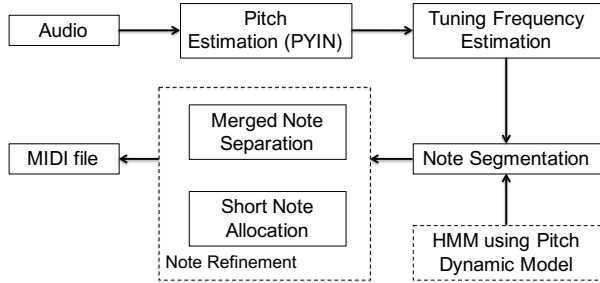 Audio
Pitch
Estimation (PYIN)
Tuning Frequency
Estimation
Note Segmentation
HMM using Pitch
Dynamic Model
Merged Note
Separation
Short Note
Allocation
Note Refinement
MIDI file